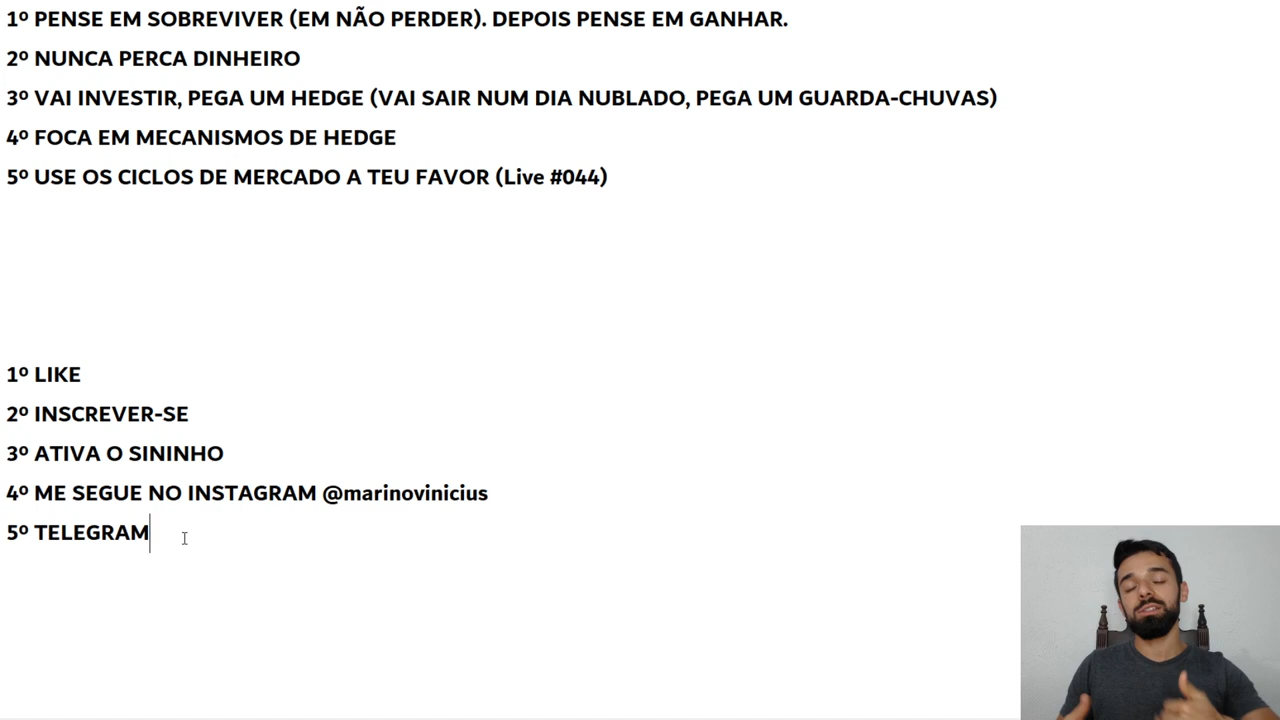 1º PENSE EM SOBREVIVER (EM NÃO PERDER). DEPOIS PENSE EM GANHAR.
2º NUNCA PERCA DINHEIRO
3º VAI INVESTIR, PEGA UM HEDGE (VAI SAIR NUM DIA NUBLADO, PEGA UM GUARDA-CHUVAS)
4º FOCA EM MECANISMOS DE HEDGE
5º USE OS CICLOS DE MERCADO A TEU FAVOR (Live #044)
1º LIKE
2º INSCREVER-SE
3º ATIVA O SININHO
4º ME SEGUE NO INSTAGRAM @marinovinicius
5º TELEGRAM